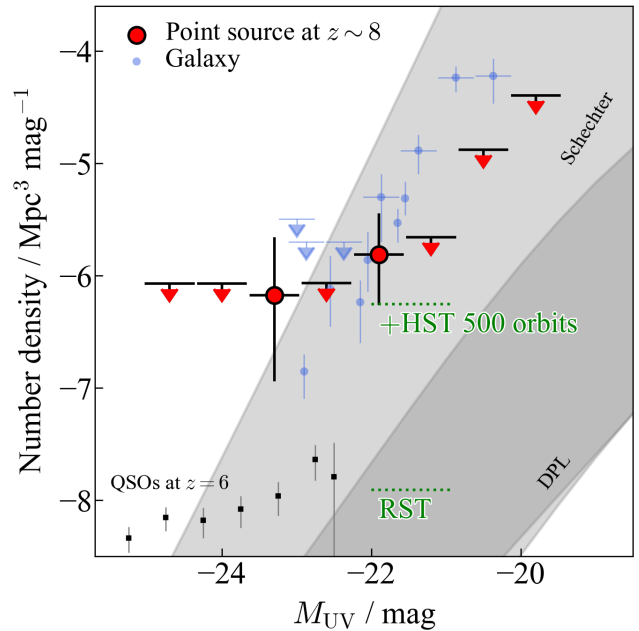 Point source at z ~ 8
Galaxy
−4
−5
−6
−7
−8
Number density / Mpc³ mag⁻¹
Schechter
+HST 500 orbits
QSOs at z = 6
RST
DPL
−24
−22
−20
M_UV / mag